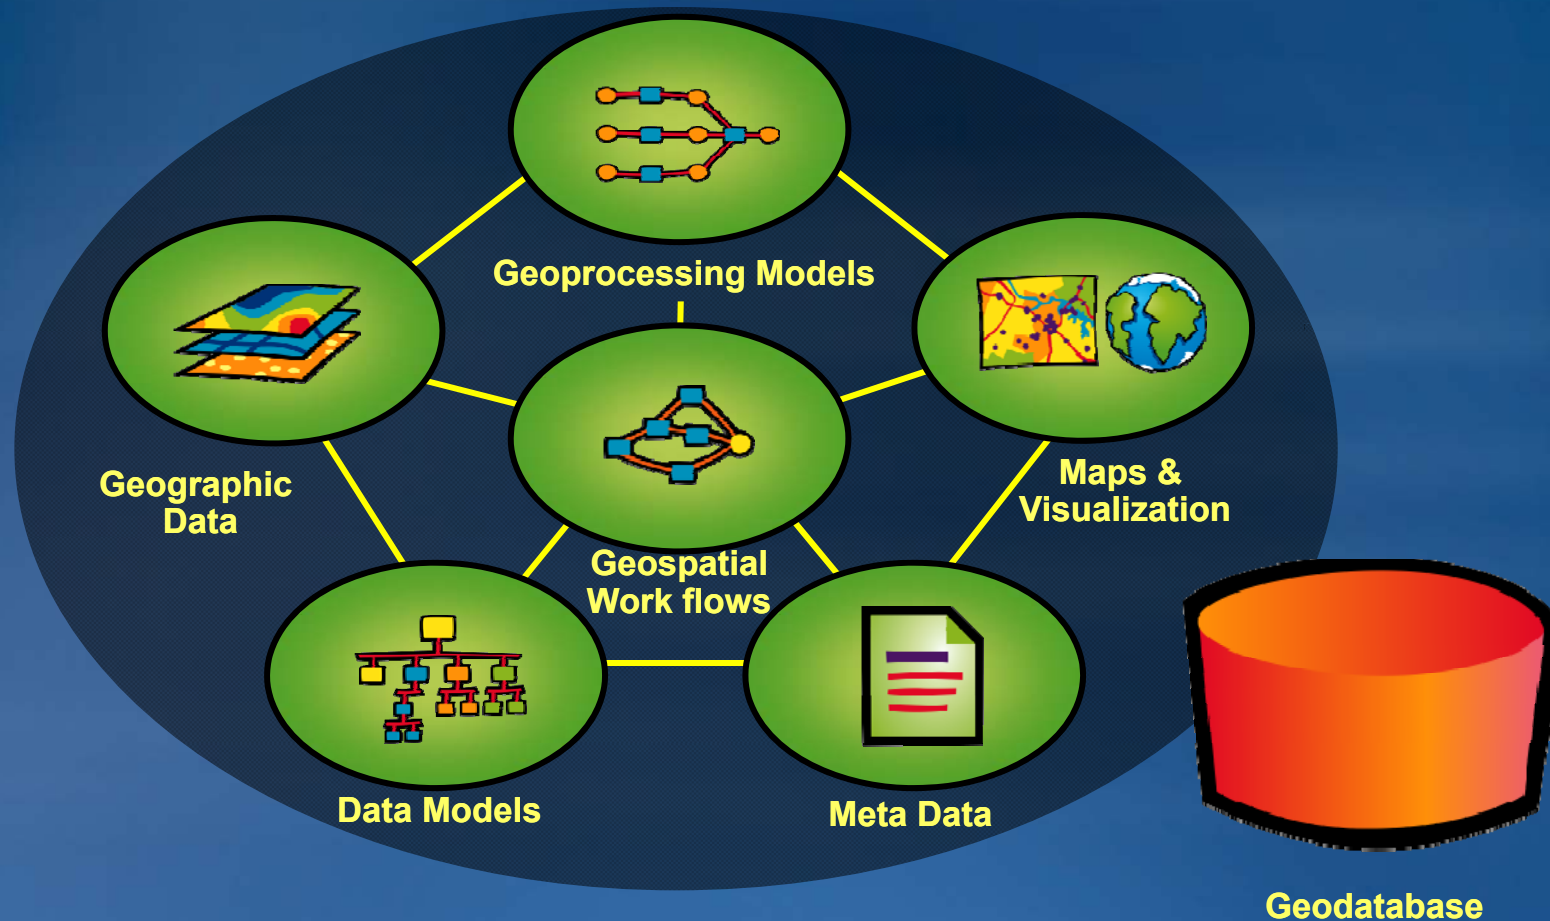 Geoprocessing Models
Geographic
Data
Maps &
Visualization
Geospatial
Work flows
Data Models
Meta Data
Geodatabase